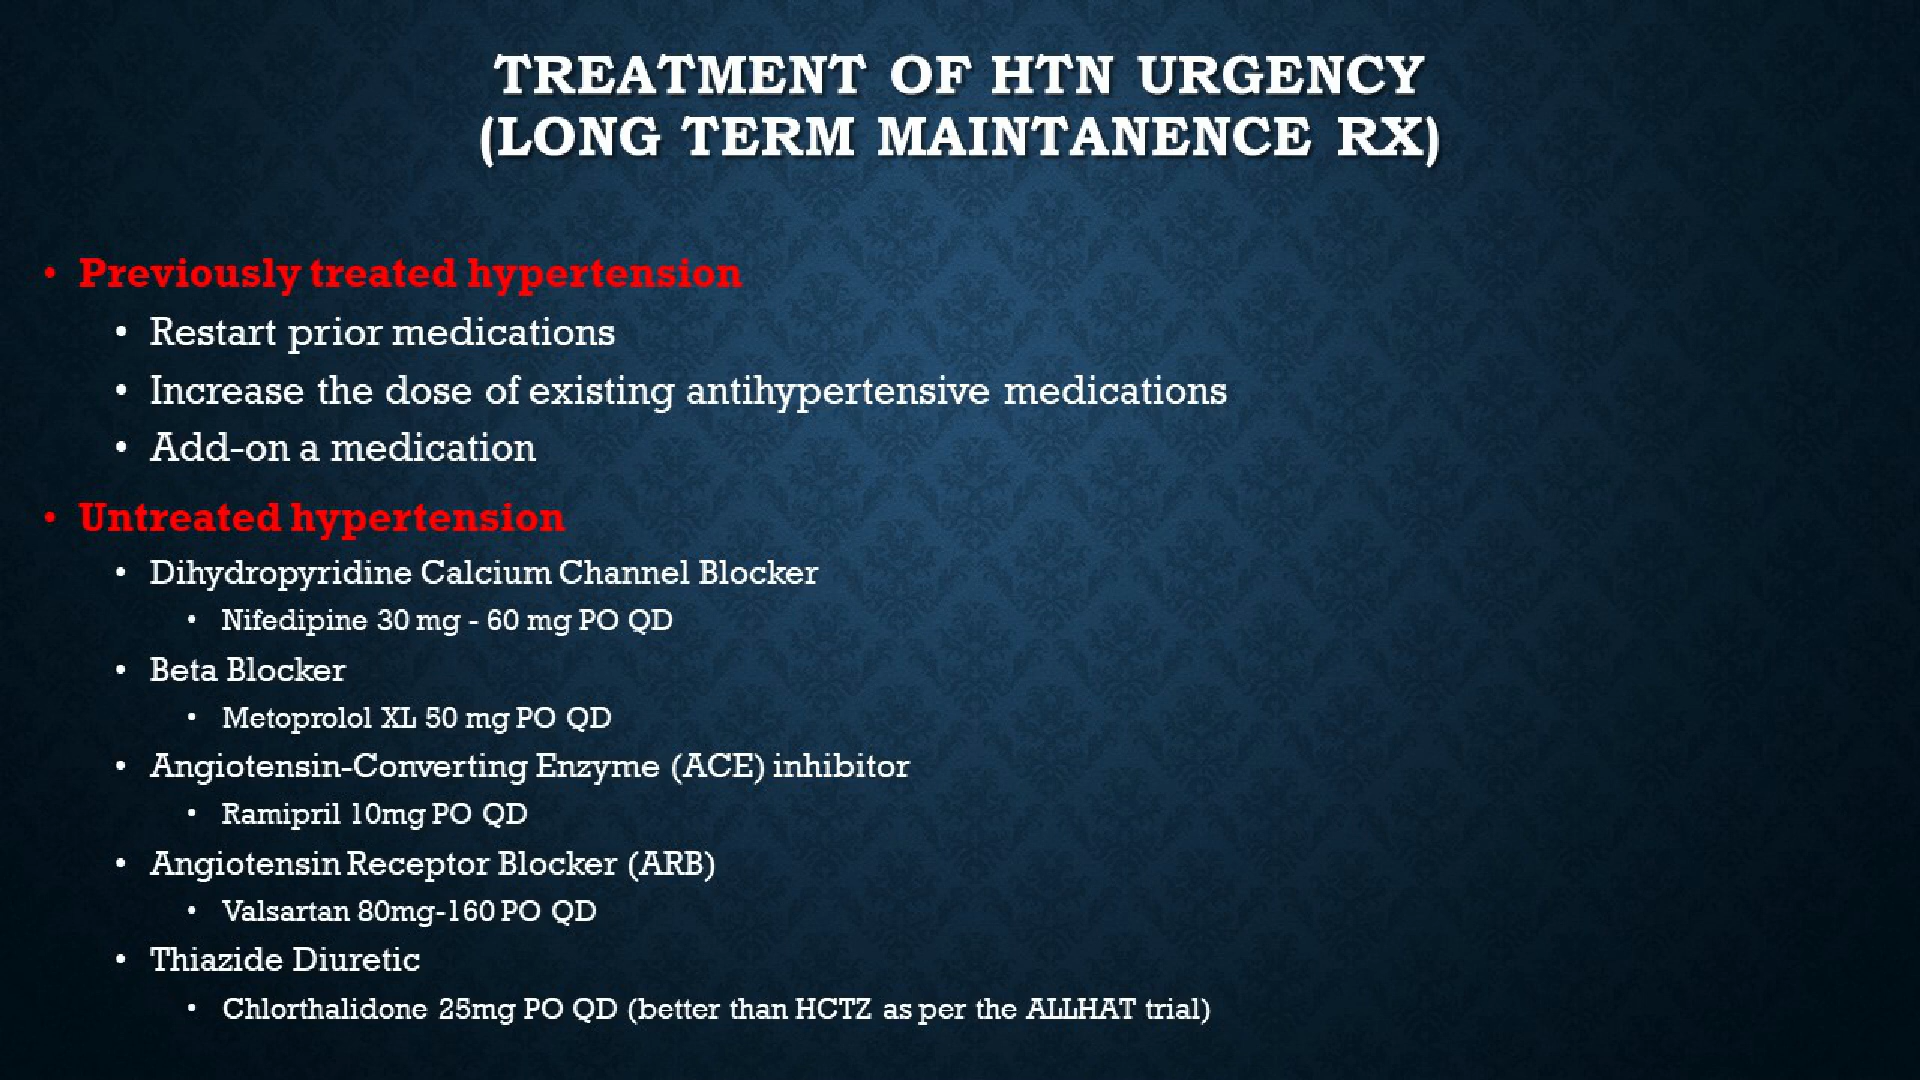 TREATMENT OF HTN URGENCY
(LONG TERM MAINTANENCE RX)
• Previously treated hypertension
• Restart prior medications
• Increase the dose of existing antihypertensive medications
• Add-on a medication
• Untreated hypertension
• Dihydropyridine Calcium Channel Blocker
• Nifedipine 30 mg - 60 mg PO QD
• Beta Blocker
• Metoprolol XL 50 mg PO QD
• Angiotensin-Converting Enzyme (ACE) inhibitor
• Ramipril 10mg PO QD
• Angiotensin Receptor Blocker (ARB)
• Valsartan 80mg-160 PO QD
• Thiazide Diuretic
• Chlorthalidone 25mg PO QD (better than HCTZ as per the ALLHAT trial)